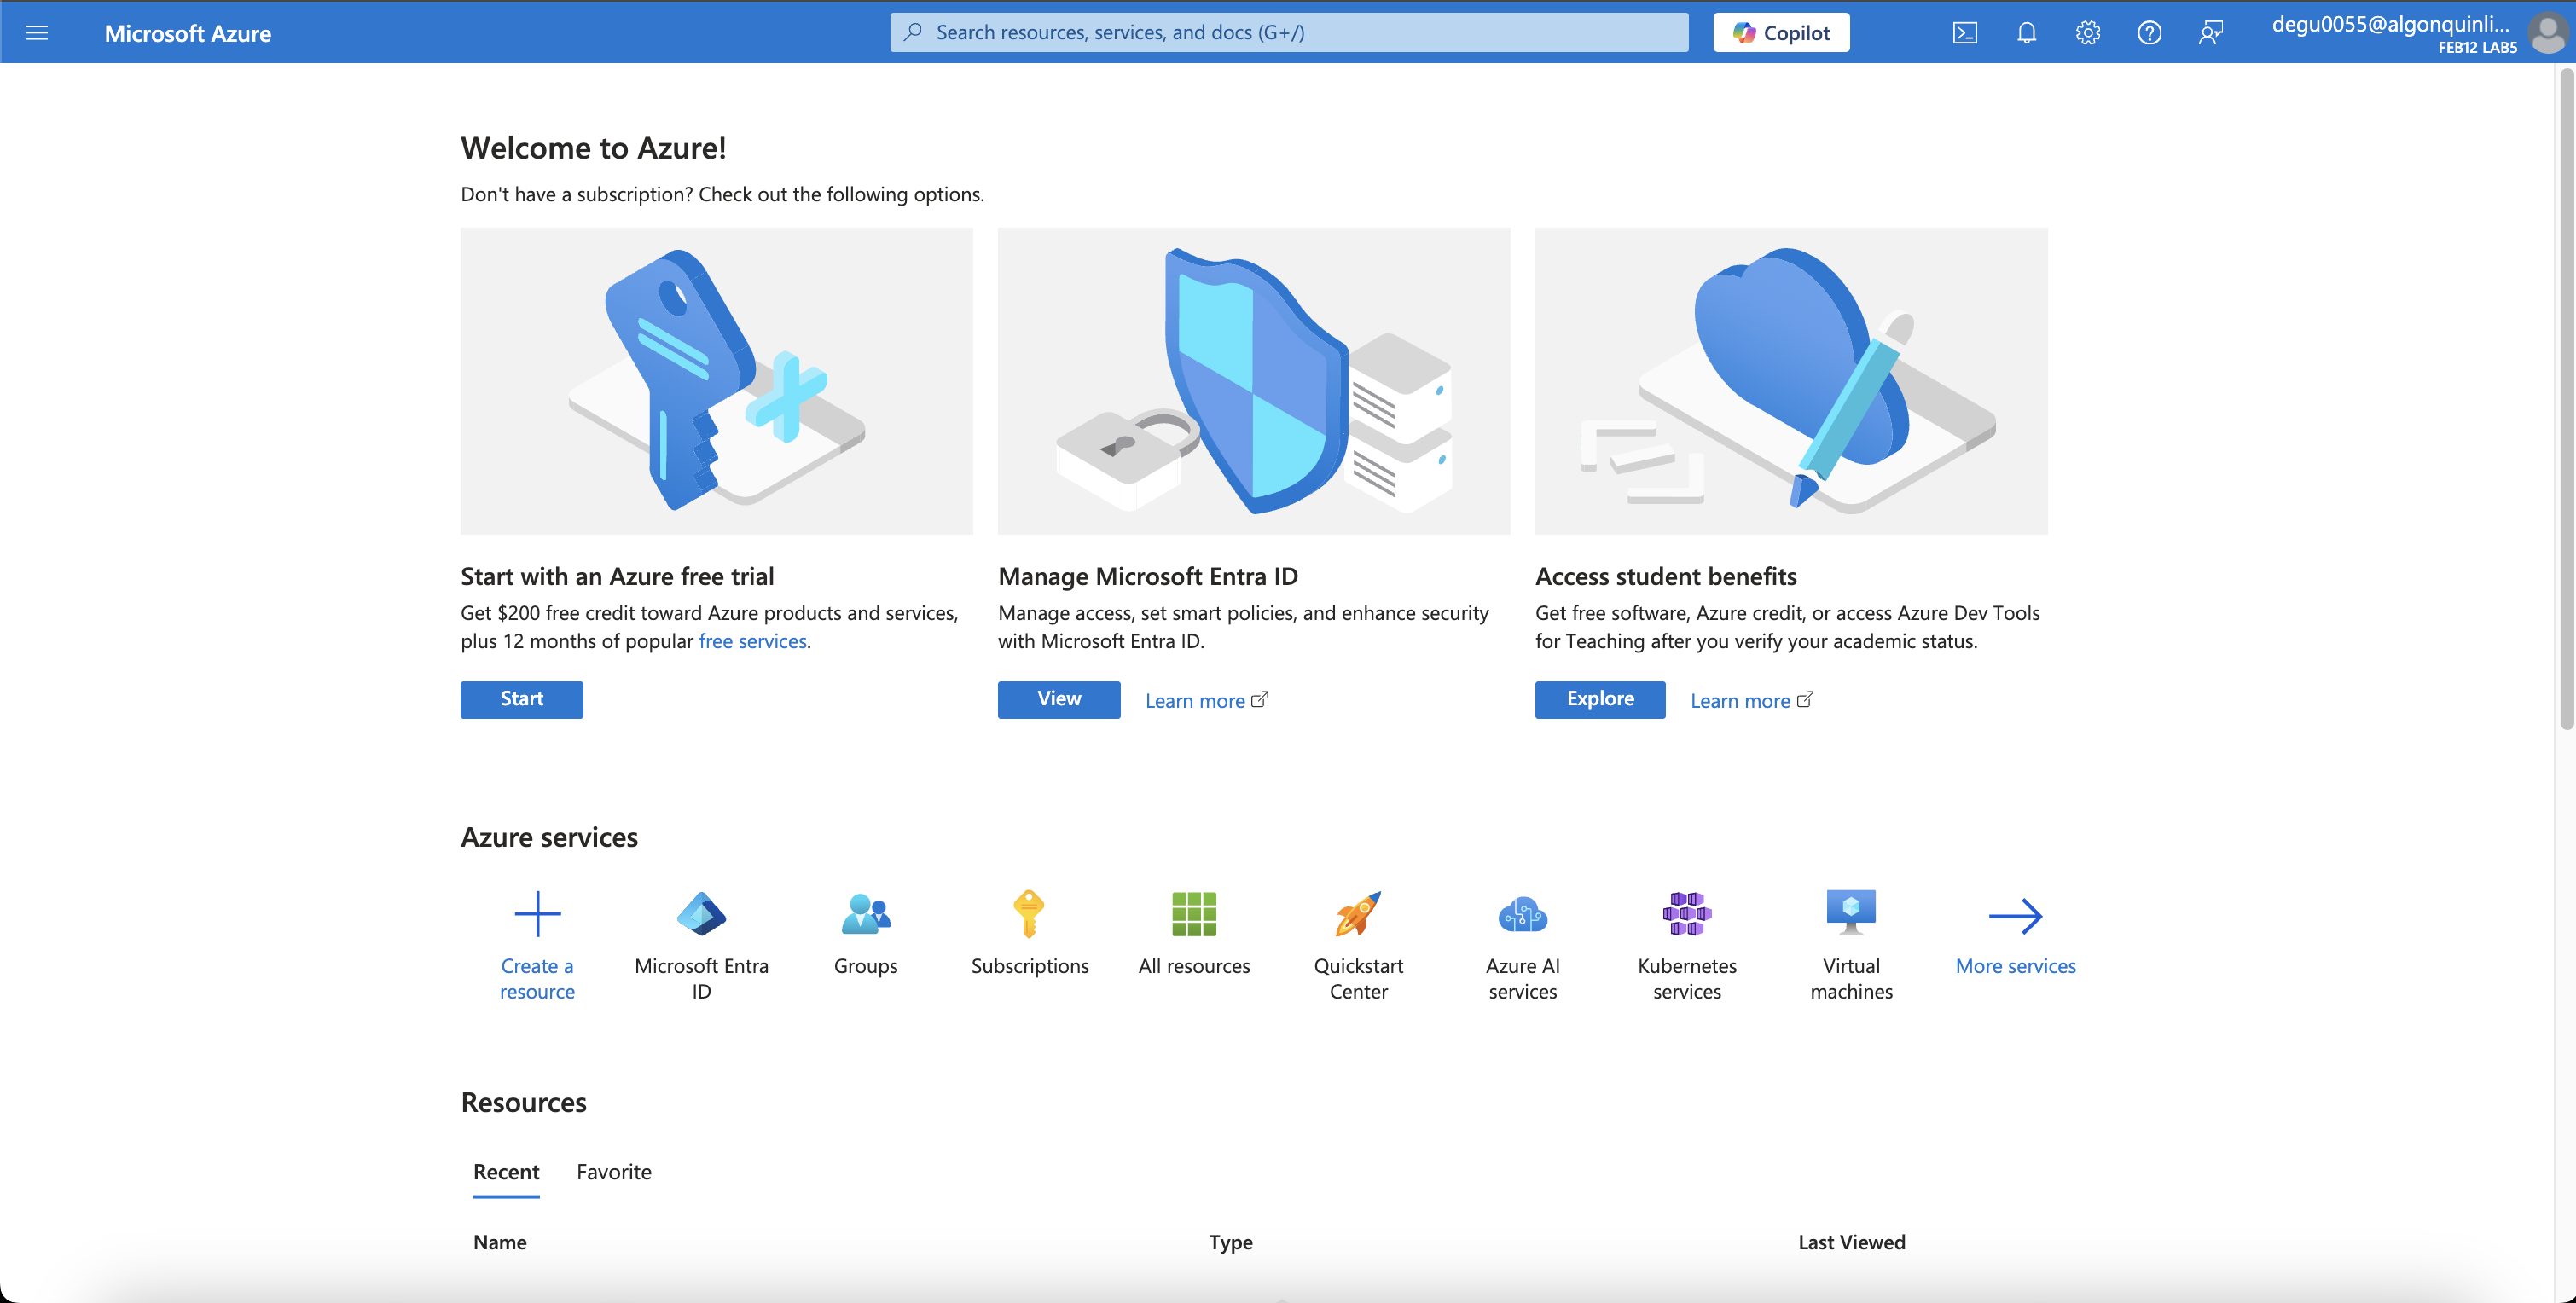 Microsoft Azure
Search resources, services, and docs (G+/)
Copilot
degu0055@algonquinli...
FEB12 LAB5
Welcome to Azure!
Don't have a subscription? Check out the following options.
Start with an Azure free trial
Get $200 free credit toward Azure products and services,
plus 12 months of popular free services.
Start
Manage Microsoft Entra ID
Manage access, set smart policies, and enhance security
with Microsoft Entra ID.
View
Learn more
Access student benefits
Get free software, Azure credit, or access Azure Dev Tools
for Teaching after you verify your academic status.
Explore
Learn more
Azure services
Create a
resource
Microsoft Entra
ID
Groups
Subscriptions
All resources
Quickstart
Center
Azure AI
services
Kubernetes
services
Virtual
machines
More services
Resources
Recent
Favorite
Name
Type
Last Viewed